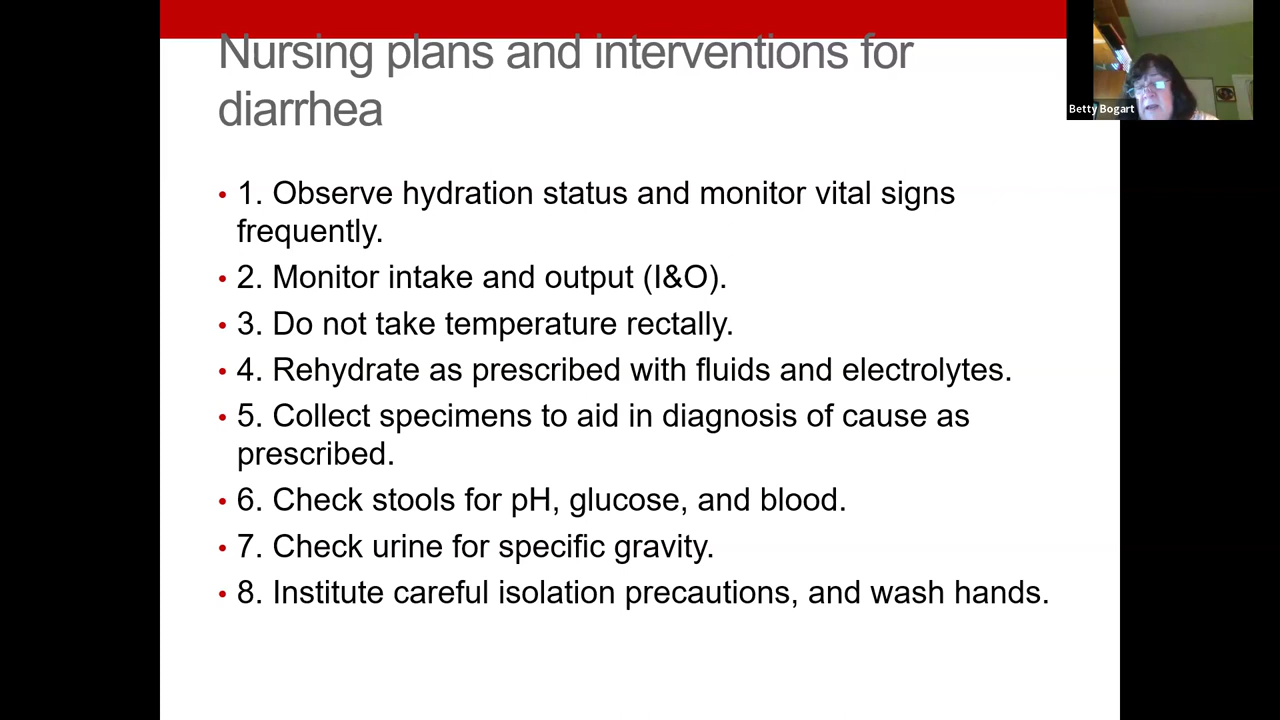 Nursing plans and interventions for
diarrhea
Betty Bogart
• 1. Observe hydration status and monitor vital signs
frequently.
• 2. Monitor intake and output (I&O).
• 3. Do not take temperature rectally.
• 4. Rehydrate as prescribed with fluids and electrolytes.
• 5. Collect specimens to aid in diagnosis of cause as
prescribed.
• 6. Check stools for pH, glucose, and blood.
• 7. Check urine for specific gravity.
• 8. Institute careful isolation precautions, and wash hands.